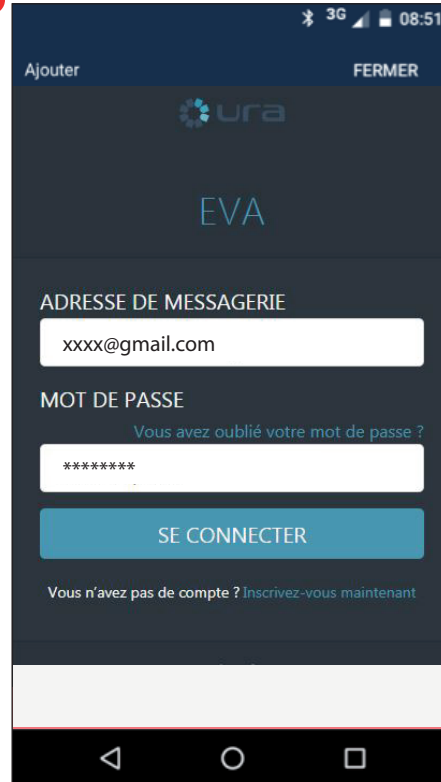 3G 08:51
Ajouter FERMER
ura
EVA
ADRESSE DE MESSAGERIE
xxxx@gmail.com
MOT DE PASSE
Vous avez oublié votre mot de passe ?
********
SE CONNECTER
Vous n'avez pas de compte ? Inscrivez-vous maintenant